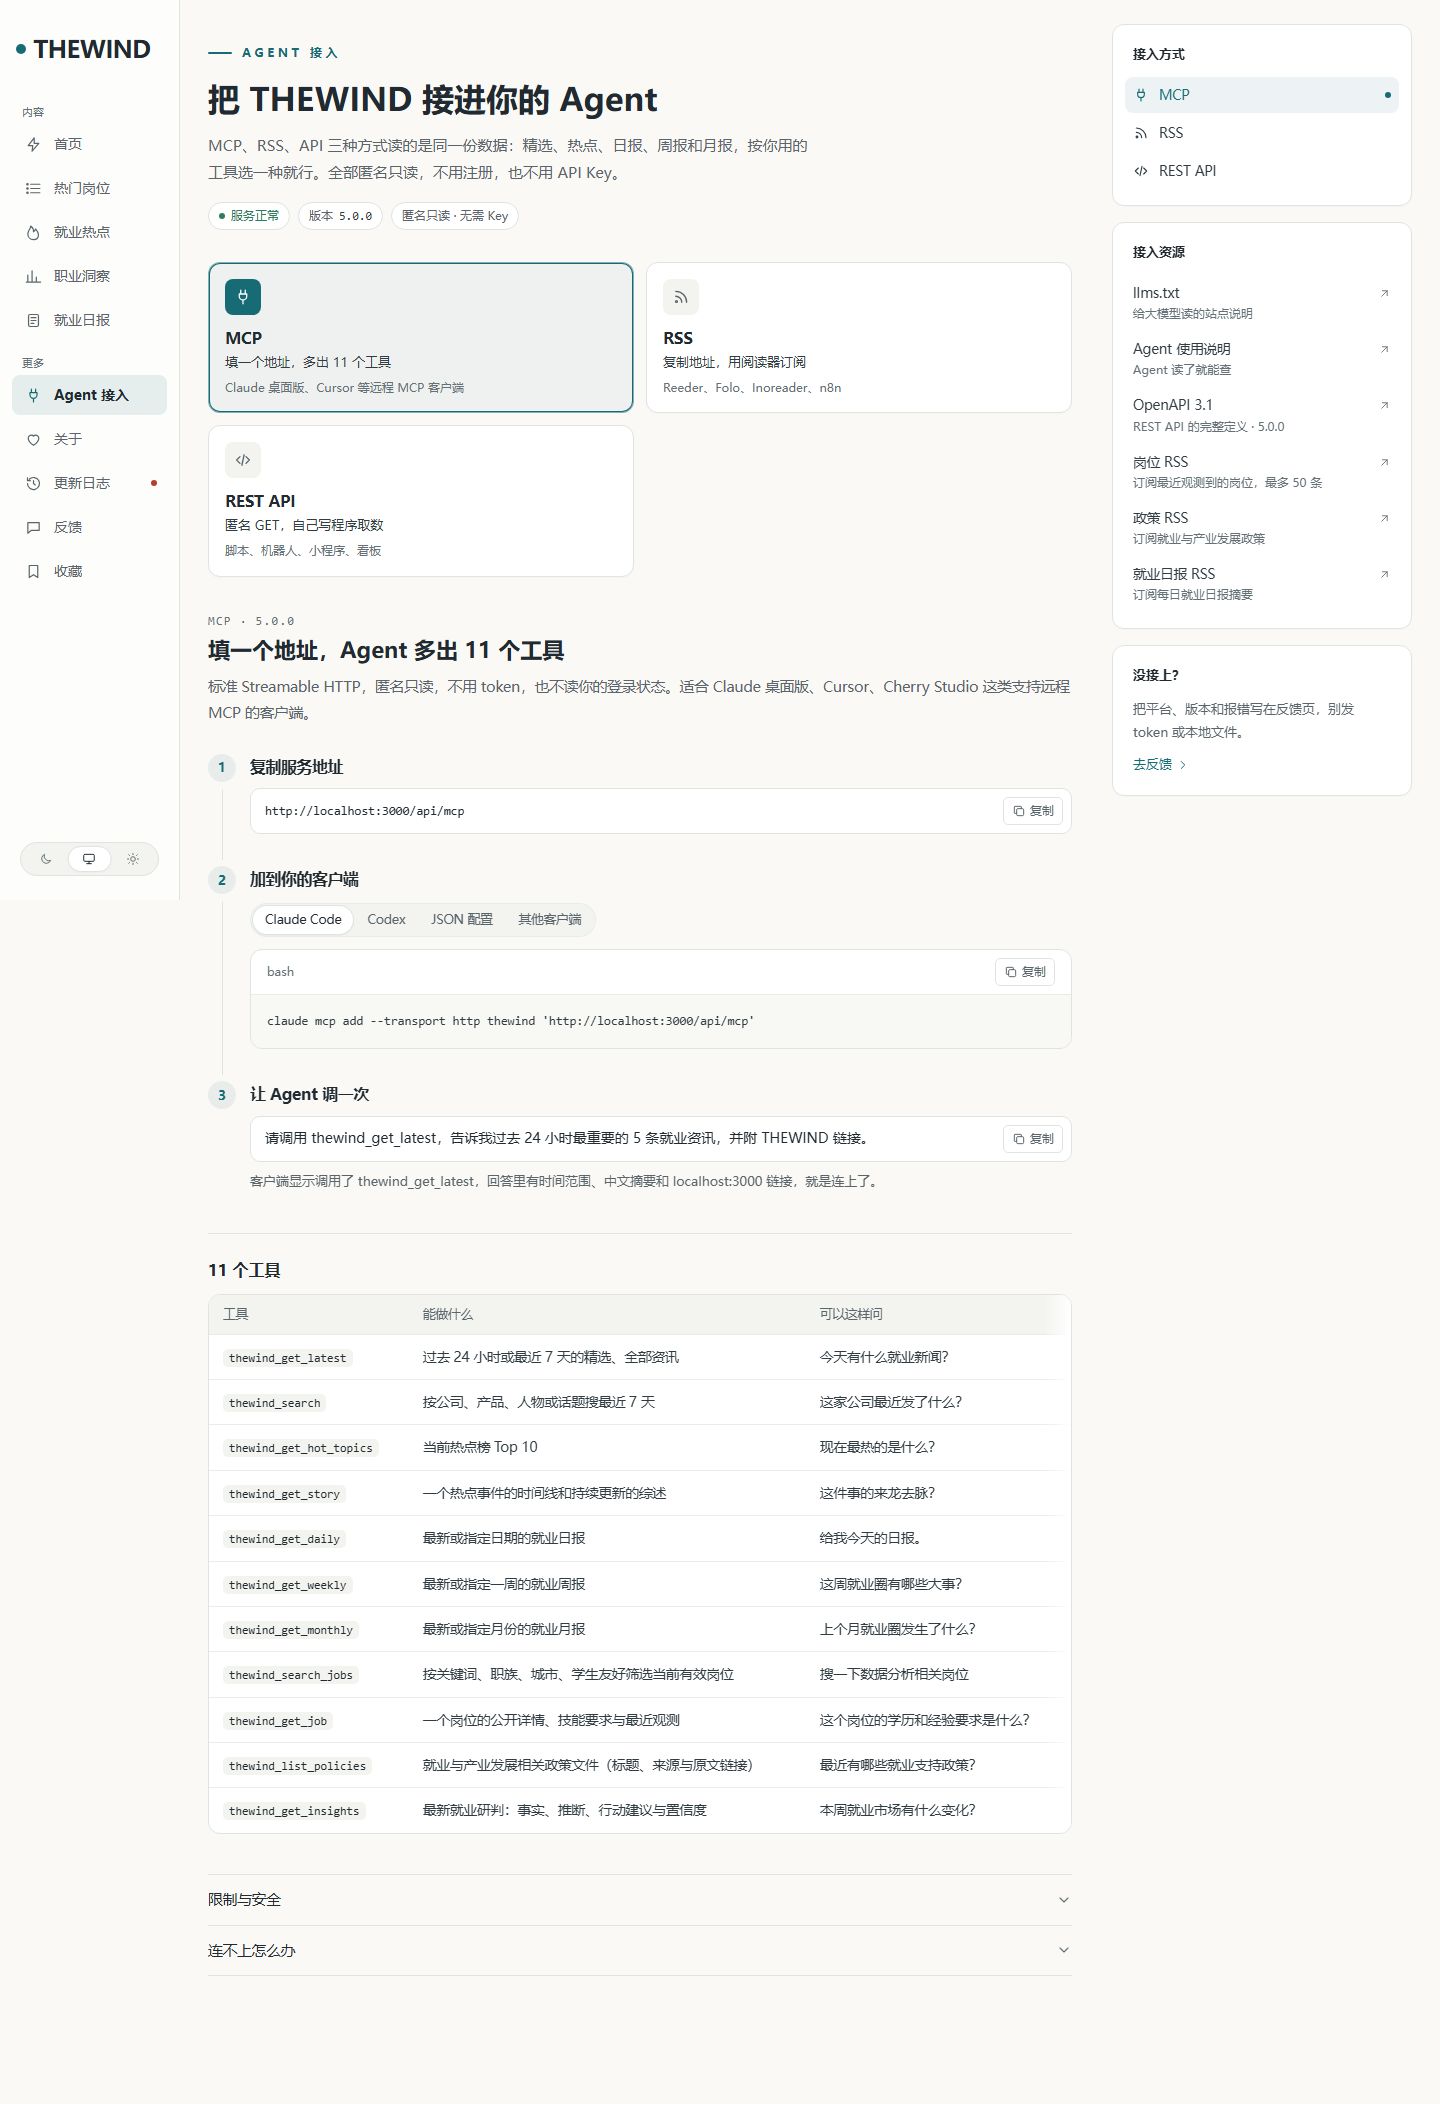 THEWIND
内容
首页
热门岗位
就业热点
职业洞察
就业日报
更多
Agent 接入
关于
更新日志
反馈
收藏
AGENT 接入
把 THEWIND 接进你的 Agent
MCP、RSS、API 三种方式读的是同一份数据：精选、热点、日报、周报和月报，按你用的
工具选一种就行。全部匿名只读，不用注册，也不用 API Key。
服务正常
版本 5.0.0
匿名只读 · 无需 Key
MCP
填一个地址，多出 11 个工具
Claude 桌面版、Cursor 等远程 MCP 客户端
RSS
复制地址，用阅读器订阅
Reeder、Folo、Inoreader、n8n
REST API
匿名 GET，自己写程序取数
脚本、机器人、小程序、看板
MCP · 5.0.0
填一个地址，Agent 多出 11 个工具
标准 Streamable HTTP，匿名只读，不用 token，也不读你的登录状态。适合 Claude 桌面版、Cursor、Cherry Studio 这类支持远程
MCP 的客户端。
1 复制服务地址
http://localhost:3000/api/mcp 复制
2 加到你的客户端
Claude Code Codex JSON 配置 其他客户端
bash 复制
claude mcp add --transport http thewind 'http://localhost:3000/api/mcp'
3 让 Agent 调一次
请调用 thewind_get_latest，告诉我过去 24 小时最重要的 5 条就业资讯，并附 THEWIND 链接。 复制
客户端显示调用了 thewind_get_latest，回答里有时间范围、中文摘要和 localhost:3000 链接，就是连上了。
11 个工具
工具 能做什么 可以这样问
thewind_get_latest 过去 24 小时或最近 7 天的精选、全部资讯 今天有什么就业新闻？
thewind_search 按公司、产品、人物或话题搜最近 7 天 这家公司最近发了什么？
thewind_get_hot_topics 当前热点榜 Top 10 现在最热的是什么？
thewind_get_story 一个热点事件的时间线和持续更新的综述 这件事的来龙去脉？
thewind_get_daily 最新或指定日期的就业日报 给我今天的日报。
thewind_get_weekly 最新或指定一周的就业周报 这周就业圈有哪些大事？
thewind_get_monthly 最新或指定月份的就业月报 上个月就业圈发生了什么？
thewind_search_jobs 按关键词、职族、城市、学生友好筛选当前有效岗位 搜一下数据分析相关岗位
thewind_get_job 一个岗位的公开详情、技能要求与最近观测 这个岗位的学历和经验要求是什么？
thewind_list_policies 就业与产业发展相关政策文件（标题、来源与原文链接） 最近有哪些就业支持政策？
thewind_get_insights 最新就业研判：事实、推断、行动建议与置信度 本周就业市场有什么变化？
限制与安全
连不上怎么办
接入方式
MCP
RSS
REST API
接入资源
llms.txt
给大模型读的站点说明
Agent 使用说明
Agent 读了就能查
OpenAPI 3.1
REST API 的完整定义 · 5.0.0
岗位 RSS
订阅最近观测到的岗位，最多 50 条
政策 RSS
订阅就业与产业发展政策
就业日报 RSS
订阅每日就业日报摘要
没接上？
把平台、版本和报错写在反馈页，别发
token 或本地文件。
去反馈